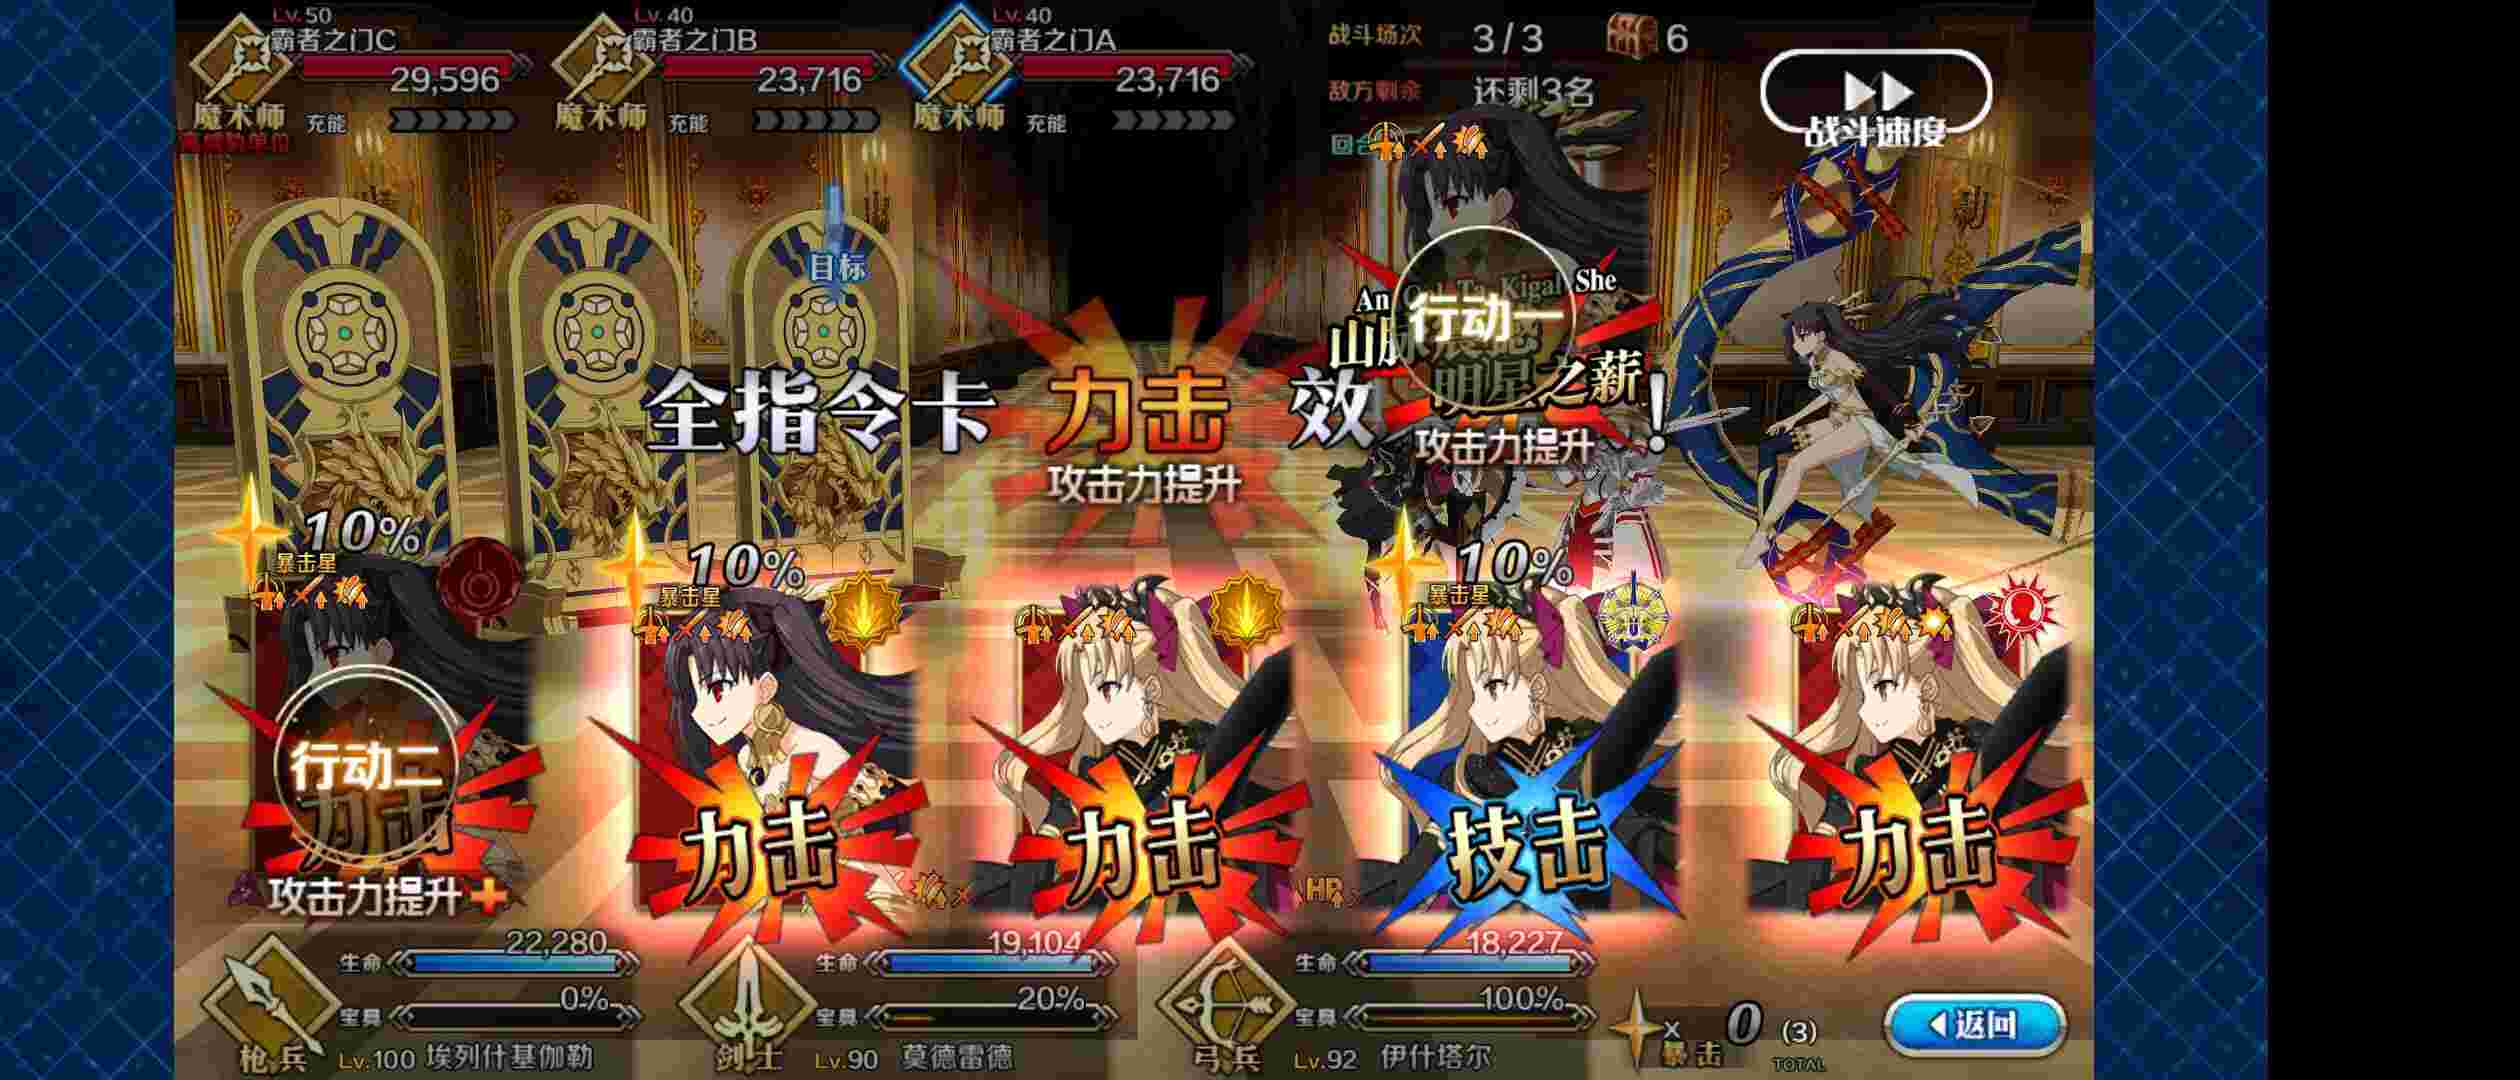 Lv.50
霸者之门C
29,596
魔术师
充能
Lv.40
霸者之门B
23,716
魔术师
充能
Lv.40
霸者之门A
23,716
魔术师
充能
战斗场次 3/3
6
敌方剩余 还剩3名
战斗速度
目标
全指令卡 力击 效
!
攻击力提升
An
Kigal She
行动一
山脉
明星之薪
攻击力提升
10%
暴击星
行动二
力击
攻击力提升
10%
暴击星
力击
力击
10%
暴击星
技击
力击
生命 22,280
宝具 0%
枪兵
Lv.100 埃列什基伽勒
生命 19,104
宝具 20%
剑士
Lv.90 莫德雷德
HP
生命 18,227
宝具 100%
弓兵
Lv.92 伊什塔尔
x 0 (3)
暴击
TOTAL
返回